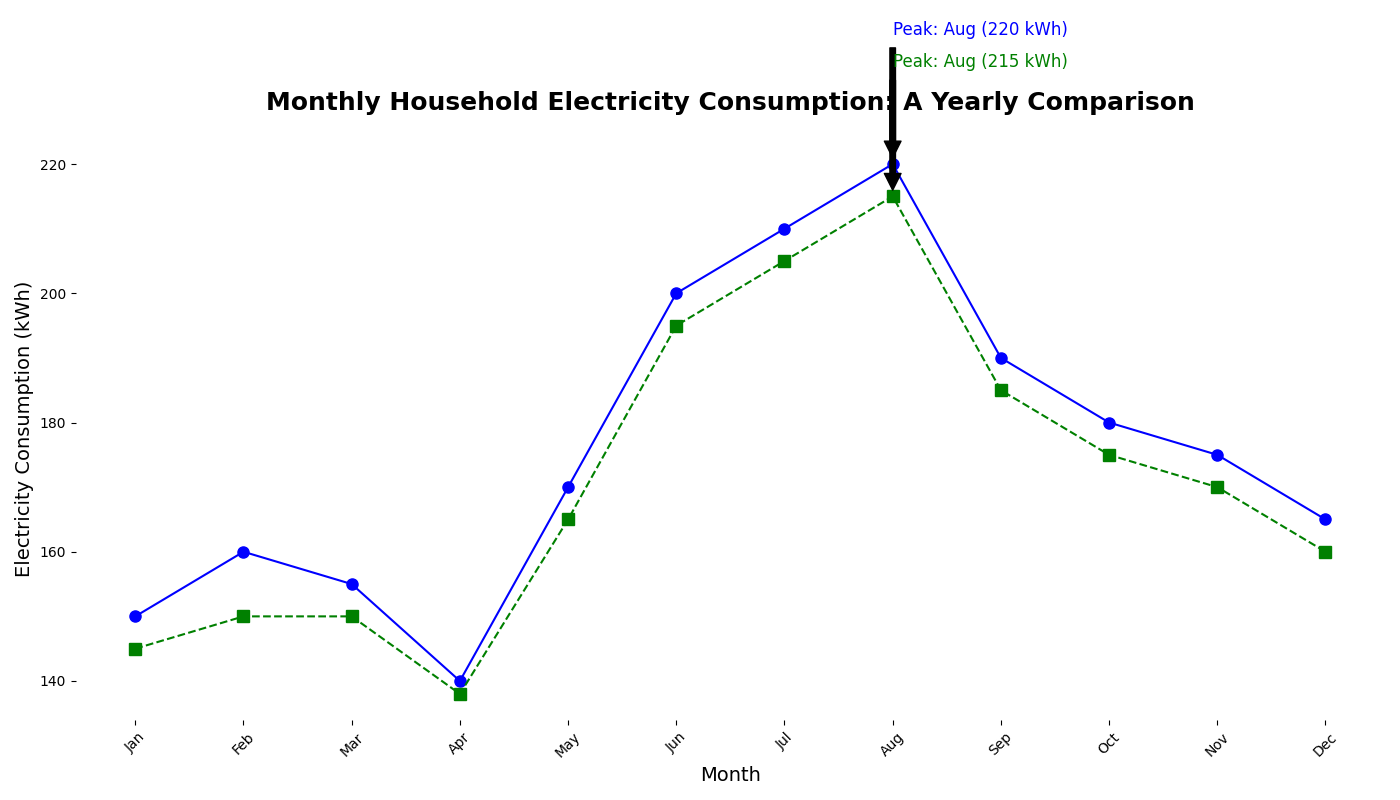 Peak: Aug (220 kWh)
Peak: Aug (215 kWh)
Monthly Household Electricity Consumption: A Yearly Comparison
Electricity Consumption (kWh)
220
200
180
160
140
Jan
Feb
Mar
Apr
May
Jun
Jul
Aug
Sep
Oct
Nov
Dec
Month